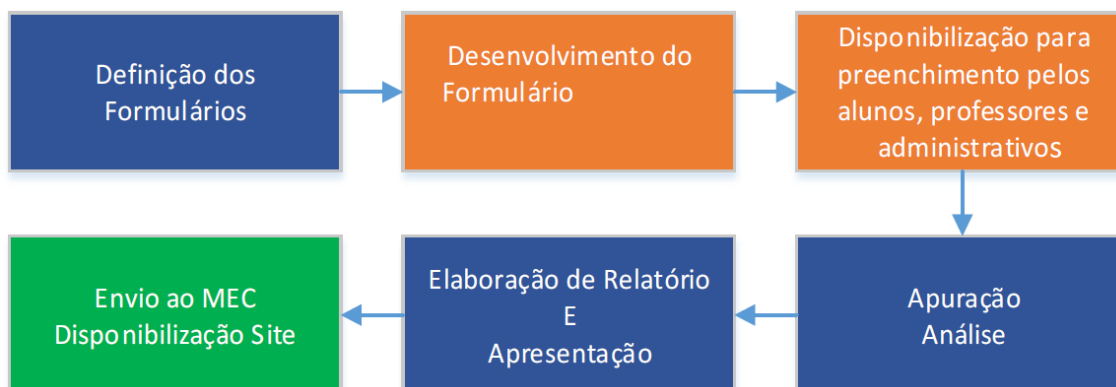 Definição dos
Formulários
Desenvolvimento do
Formulário
Disponibilização para
preenchimento pelos
alunos, professores e
administrativos
Apuração
Análise
Elaboração de Relatório
E
Apresentação
Envio ao MEC
Disponibilização Site